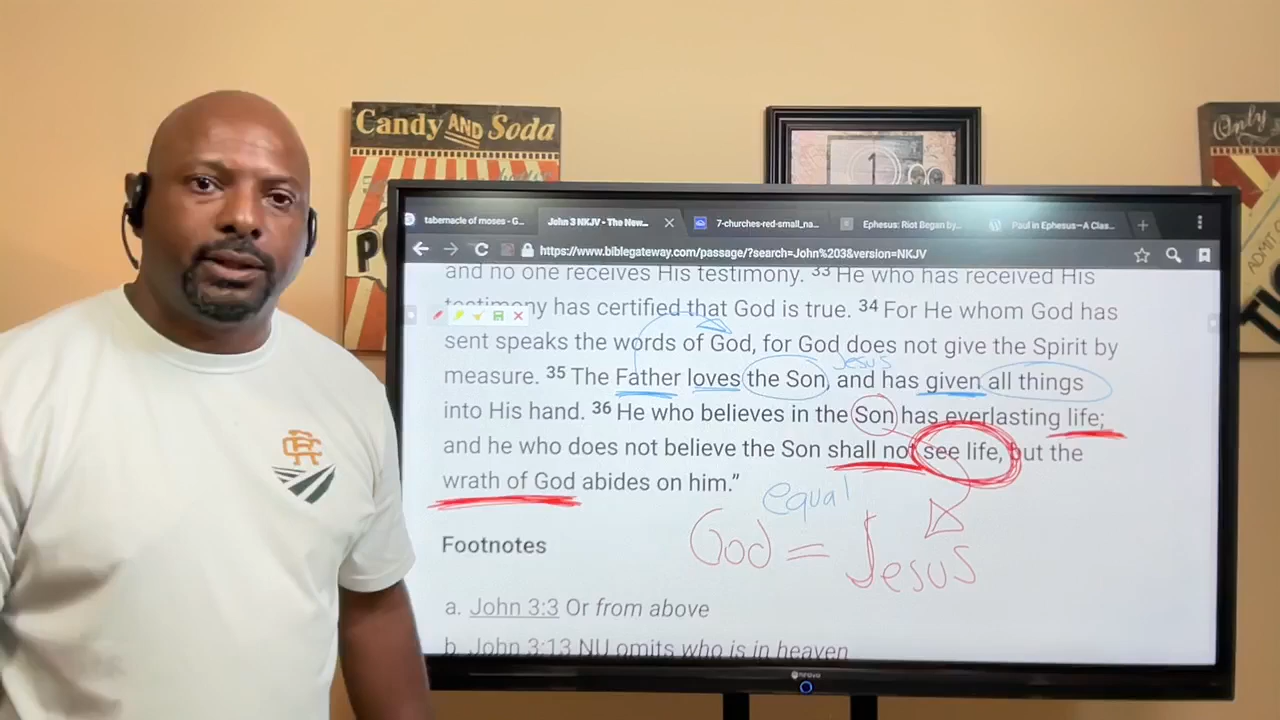 Candy AND Soda
1
Only
ADMIT
tabernacle of moses - G...
John 3 NKJV - The New...
7-churches-red-small_na...
Ephesus: Riot Began by...
Paul in Ephesus—A Clas...
https://www.biblegateway.com/passage/?search=John%203&version=NKJV
and no one receives His testimony. 33 He who has received His
testimony has certified that God is true. 34 For He whom God has
sent speaks the words of God, for God does not give the Spirit by
Jesus
measure. 35 The Father loves the Son, and has given all things
into His hand. 36 He who believes in the Son has everlasting life;
and he who does not believe the Son shall not see life, but the
wrath of God abides on him.”
equal
God = Jesus
Footnotes
a. John 3:3 Or from above
b. John 3:13 NU omits who is in heaven